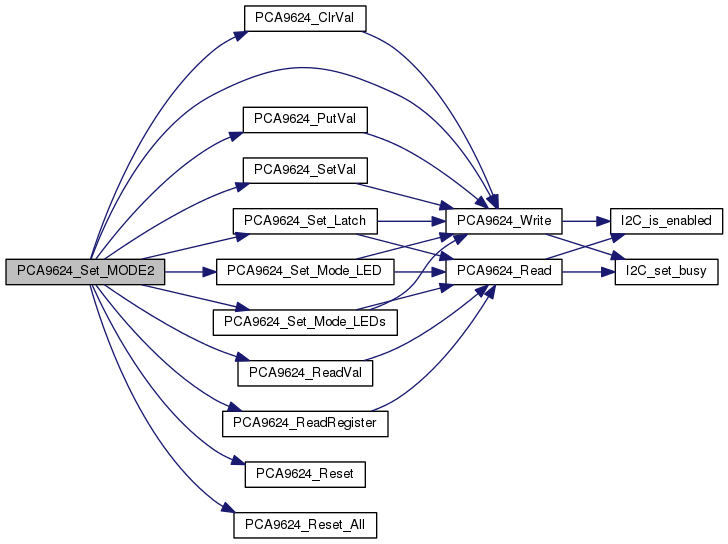 PCA9624_ClrVal
PCA9624_PutVal
PCA9624_SetVal
PCA9624_Set_Latch
PCA9624_Write
I2C_is_enabled
PCA9624_Set_MODE2
PCA9624_Set_Mode_LED
PCA9624_Read
I2C_set_busy
PCA9624_Set_Mode_LEDs
PCA9624_ReadVal
PCA9624_ReadRegister
PCA9624_Reset
PCA9624_Reset_All